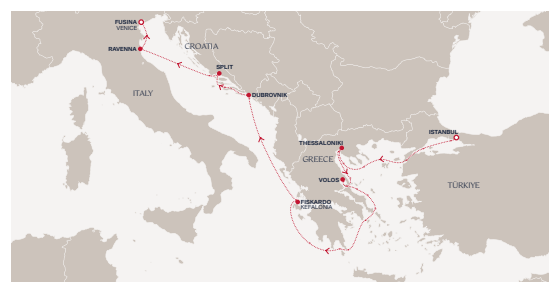 FUSINA
VENICE
RAVENNA
CROATIA
SPLIT
ITALY
DUBROVNIK
ISTANBUL
THESSALONIKI
GREECE
VOLOS
TÜRKIYE
FISKARDO
KEFALONIA